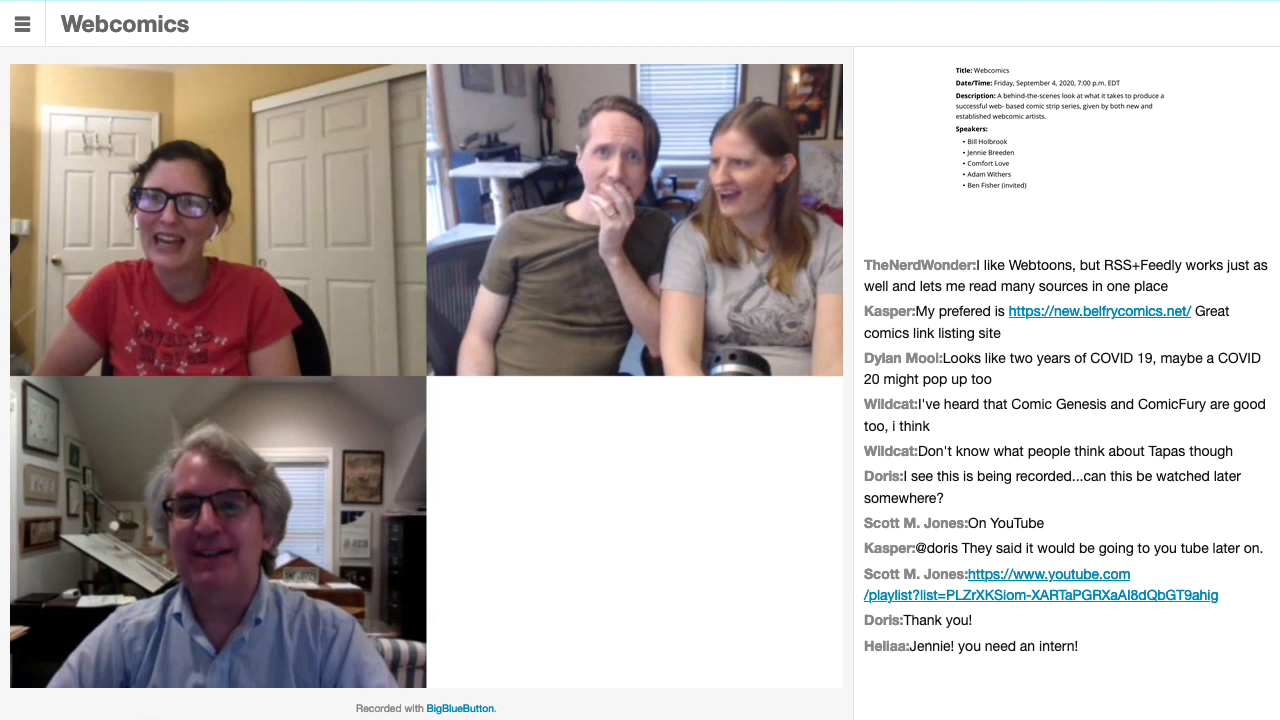 Webcomics
Title: Webcomics
Date/Time: Friday, September 4, 2020, 7:00 p.m. EDT
Description: A behind-the-scenes look at what it takes to produce a
successful web- based comic strip series, given by both new and
established webcomic artists.
Speakers:
• Bill Holbrook
• Jennie Breeden
• Comfort Love
• Adam Withers
• Ben Fisher (invited)
TheNerdWonder:I like Webtoons, but RSS+Feedly works just as
well and lets me read many sources in one place
Kasper:My prefered is https://new.belfrycomics.net/ Great
comics link listing site
Dylan Mooi:Looks like two years of COVID 19, maybe a COVID
20 might pop up too
Wildcat:I've heard that Comic Genesis and ComicFury are good
too, i think
Wildcat:Don't know what people think about Tapas though
Doris:I see this is being recorded...can this be watched later
somewhere?
Scott M. Jones:On YouTube
Kasper:@doris They said it would be going to you tube later on.
Scott M. Jones:https://www.youtube.com
/playlist?list=PLZrXKSiom-XARTaPGRXaAl8dQbGT9ahig
Doris:Thank you!
Heliaa:Jennie! you need an intern!
Recorded with BigBlueButton.